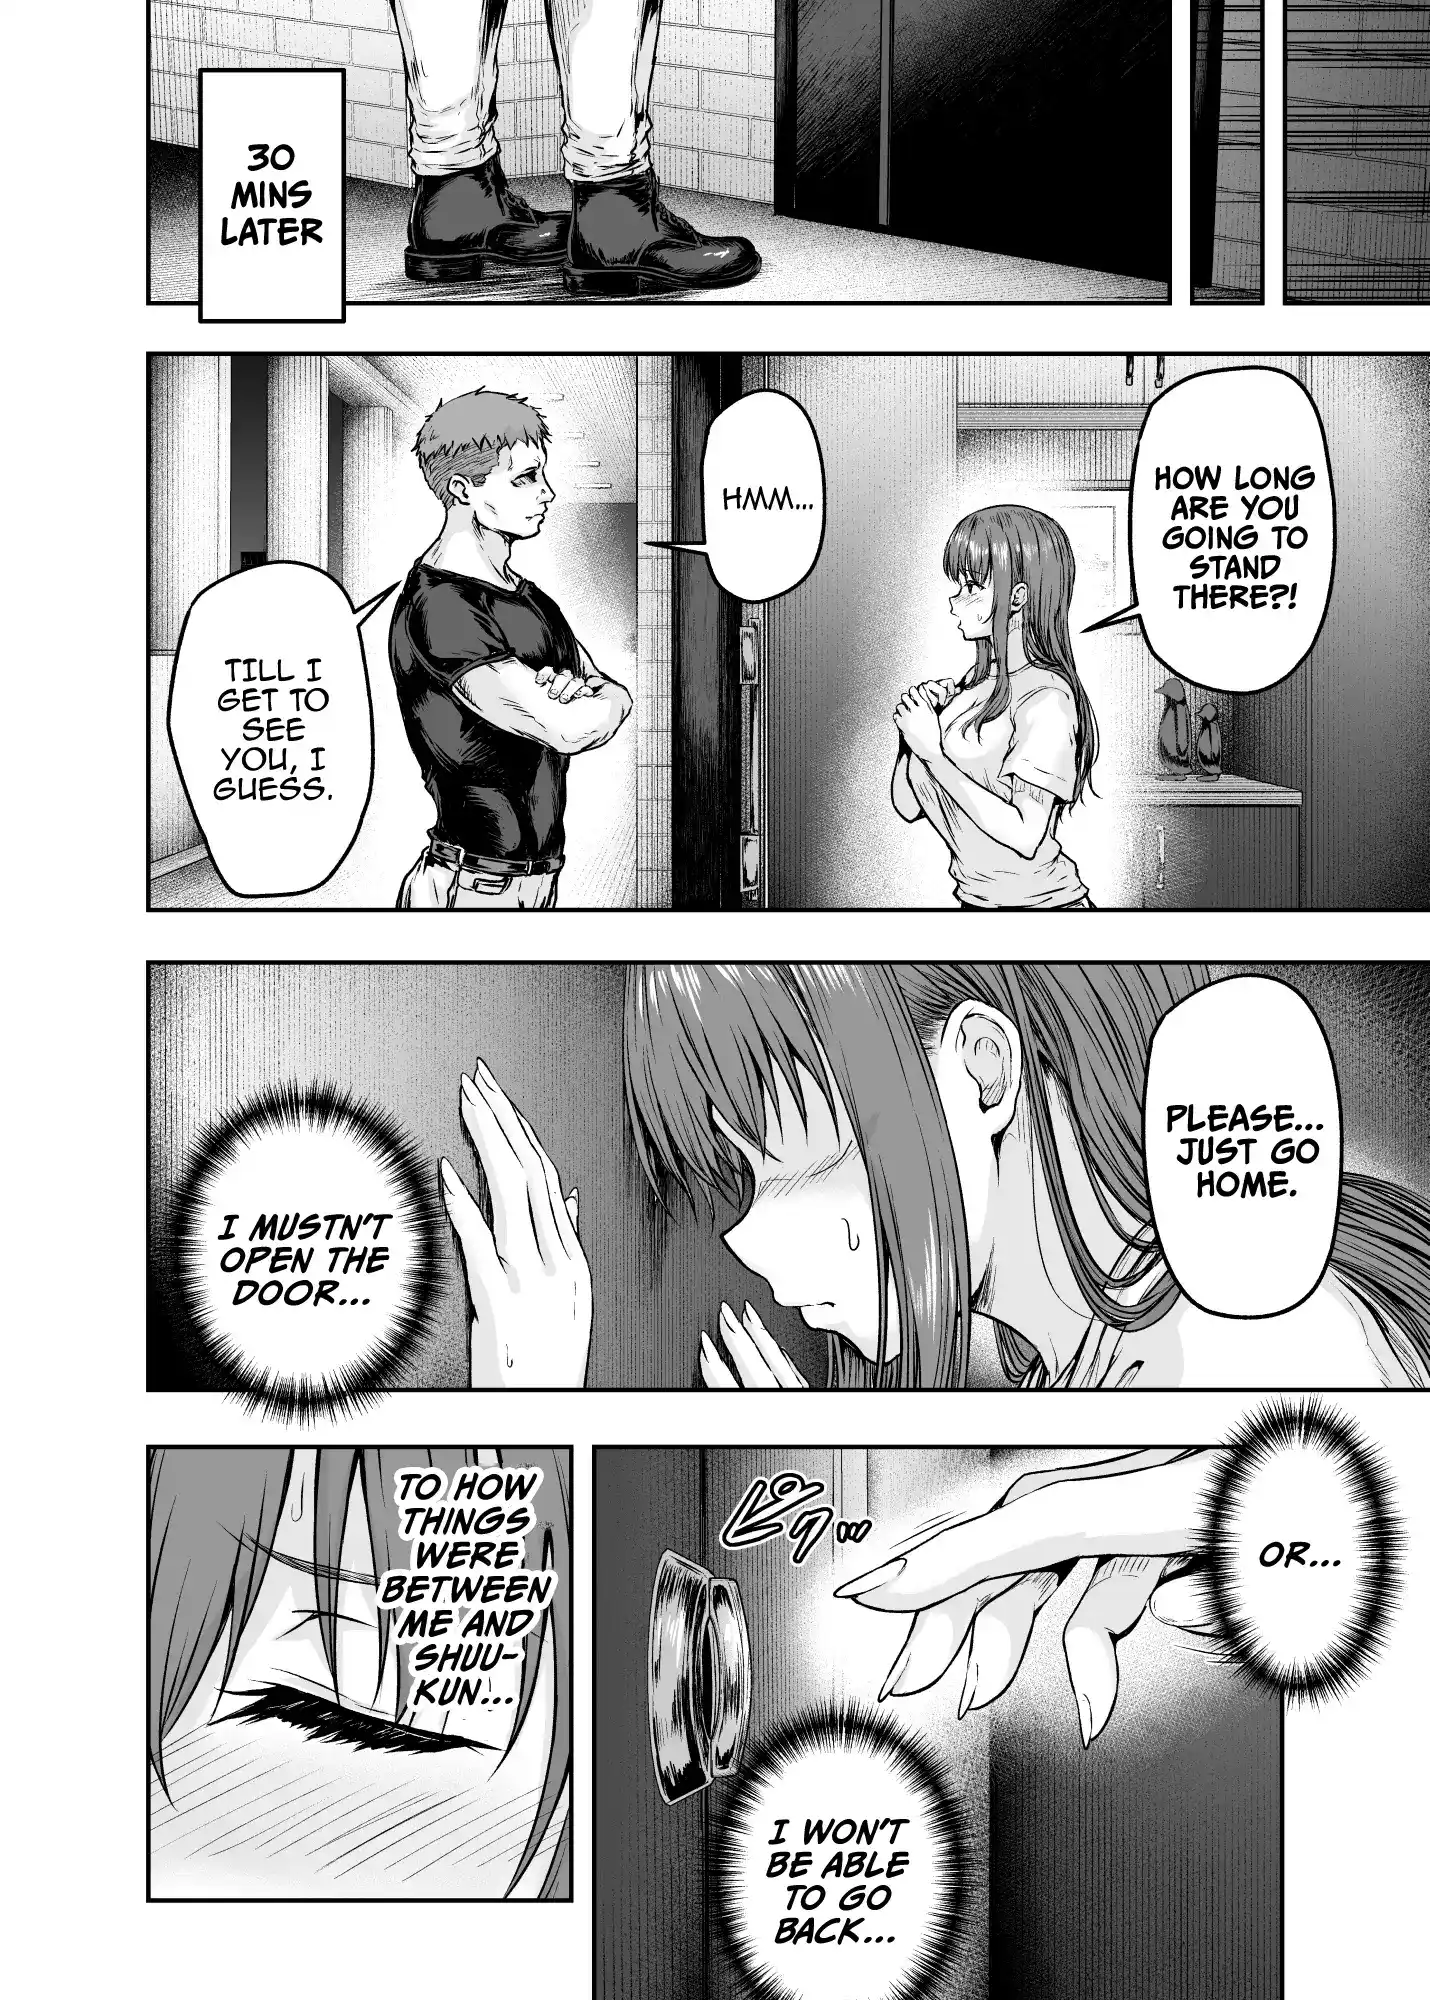 30
MINS
LATER
HOW LONG
ARE YOU
GOING TO
STAND
THERE?!
HMM...
TILL I
GET TO
SEE
YOU, I
GUESS.
PLEASE...
JUST GO
HOME.
I MUSTN'T
OPEN THE
DOOR...
OR...
ピク...
I WON'T
BE ABLE
TO GO
BACK...
TO HOW
THINGS
WERE
BETWEEN
ME AND
SHUU-
KUN...